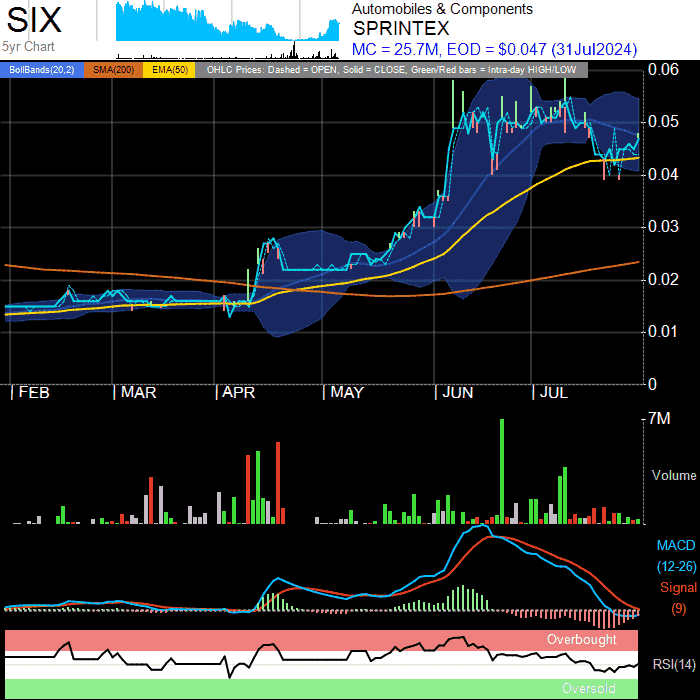 SIX
5yr Chart
Automobiles & Components
SPRINTEX
MC = 25.7M, EOD = $0.047 (31Jul2024)
BollBands(20,2) SMA(200) EMA(50) OHLC Prices: Dashed = OPEN, Solid = CLOSE, Green/Red bars = Intra-day HIGH/LOW
0.06
0.05
0.04
0.03
0.02
0.01
0
FEB MAR APR MAY JUN JUL
7M
Volume
MACD
(12-26)
Signal
(9)
Overbought
RSI(14)
Oversold